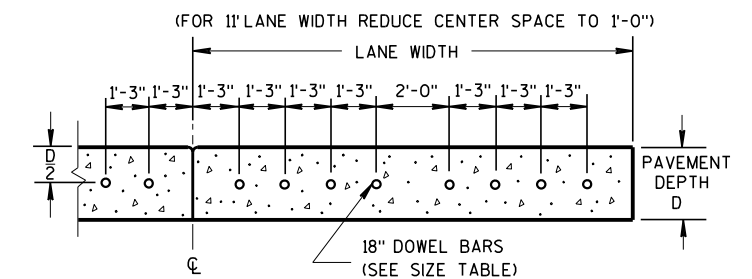 (FOR 11' LANE WIDTH REDUCE CENTER SPACE TO 1'-0")
LANE WIDTH
1'-3" 1'-3" 1'-3" 1'-3" 1'-3" 1'-3" 2'-0" 1'-3" 1'-3" 1'-3"
D
2
PAVEMENT
DEPTH
D
18" DOWEL BARS
(SEE SIZE TABLE)
℄